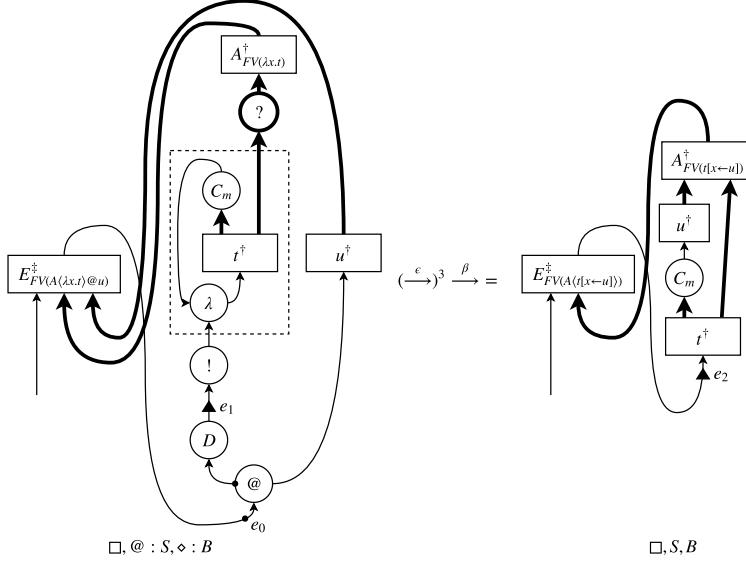 A†FV(λx.t)
?
Cm
t†
u†
E‡FV(A⟨λx.t⟩@u)
λ
!
e1
D
@
e0
□, @ : S, ⋄ : B
(—ϵ→)³ —β→ =
A†FV(t[x←u])
u†
E‡FV(A⟨t[x←u]⟩)
Cm
t†
e2
□, S, B